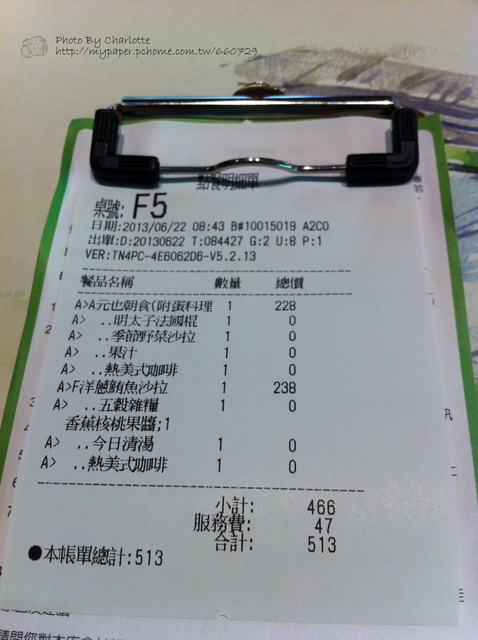 Photo By Charlotte
http://mypaper.pchome.com.tw/660729
點餐明細單
桌號: F5
日期:2013/06/22 08:43 B#10015019 A2C0
出單:D:20130622 T:084427 G:2 U:8 P:1
VER:TN4PC-4E6062D6-V5.2.13
餐品名稱 數量 總價
A>A元也朝食(附蛋料理 1 228
A> ..明太子法國棍 1 0
A> ..季節野菜沙拉 1 0
A> ..果汁 1 0
A> ..熱美式咖啡 1 0
A>F洋蔥鮪魚沙拉 1 238
A> ..五穀雜糧 1 0
香蕉核桃果醬;1
A> ..今日清湯 1 0
A> ..熱美式咖啡 1 0
小計: 466
服務費: 47
合計: 513
●本帳單總計:513